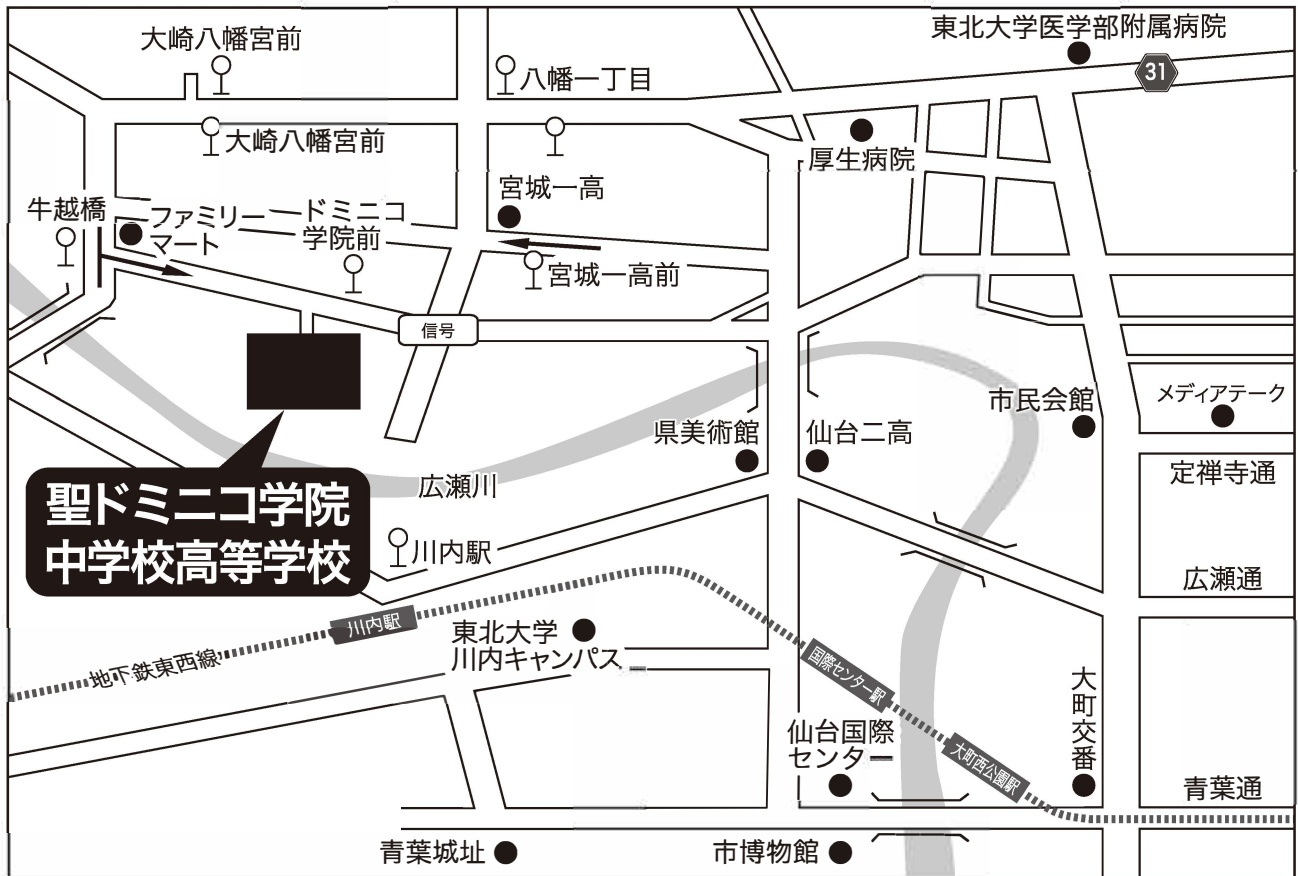 東北大学医学部附属病院
大崎八幡宮前
八幡一丁目
31
大崎八幡宮前
厚生病院
宮城一高
牛越橋
ファミリー
マート
ドミニコ
学院前
宮城一高前
信号
市民会館
メディアテーク
県美術館
仙台二高
定禅寺通
広瀬川
聖ドミニコ学院
中学校高等学校
川内駅
広瀬通
川内駅
東北大学
川内キャンパス
地下鉄東西線
国際センター駅
大町交番
仙台国際
センター
大町西公園駅
青葉通
青葉城址
市博物館